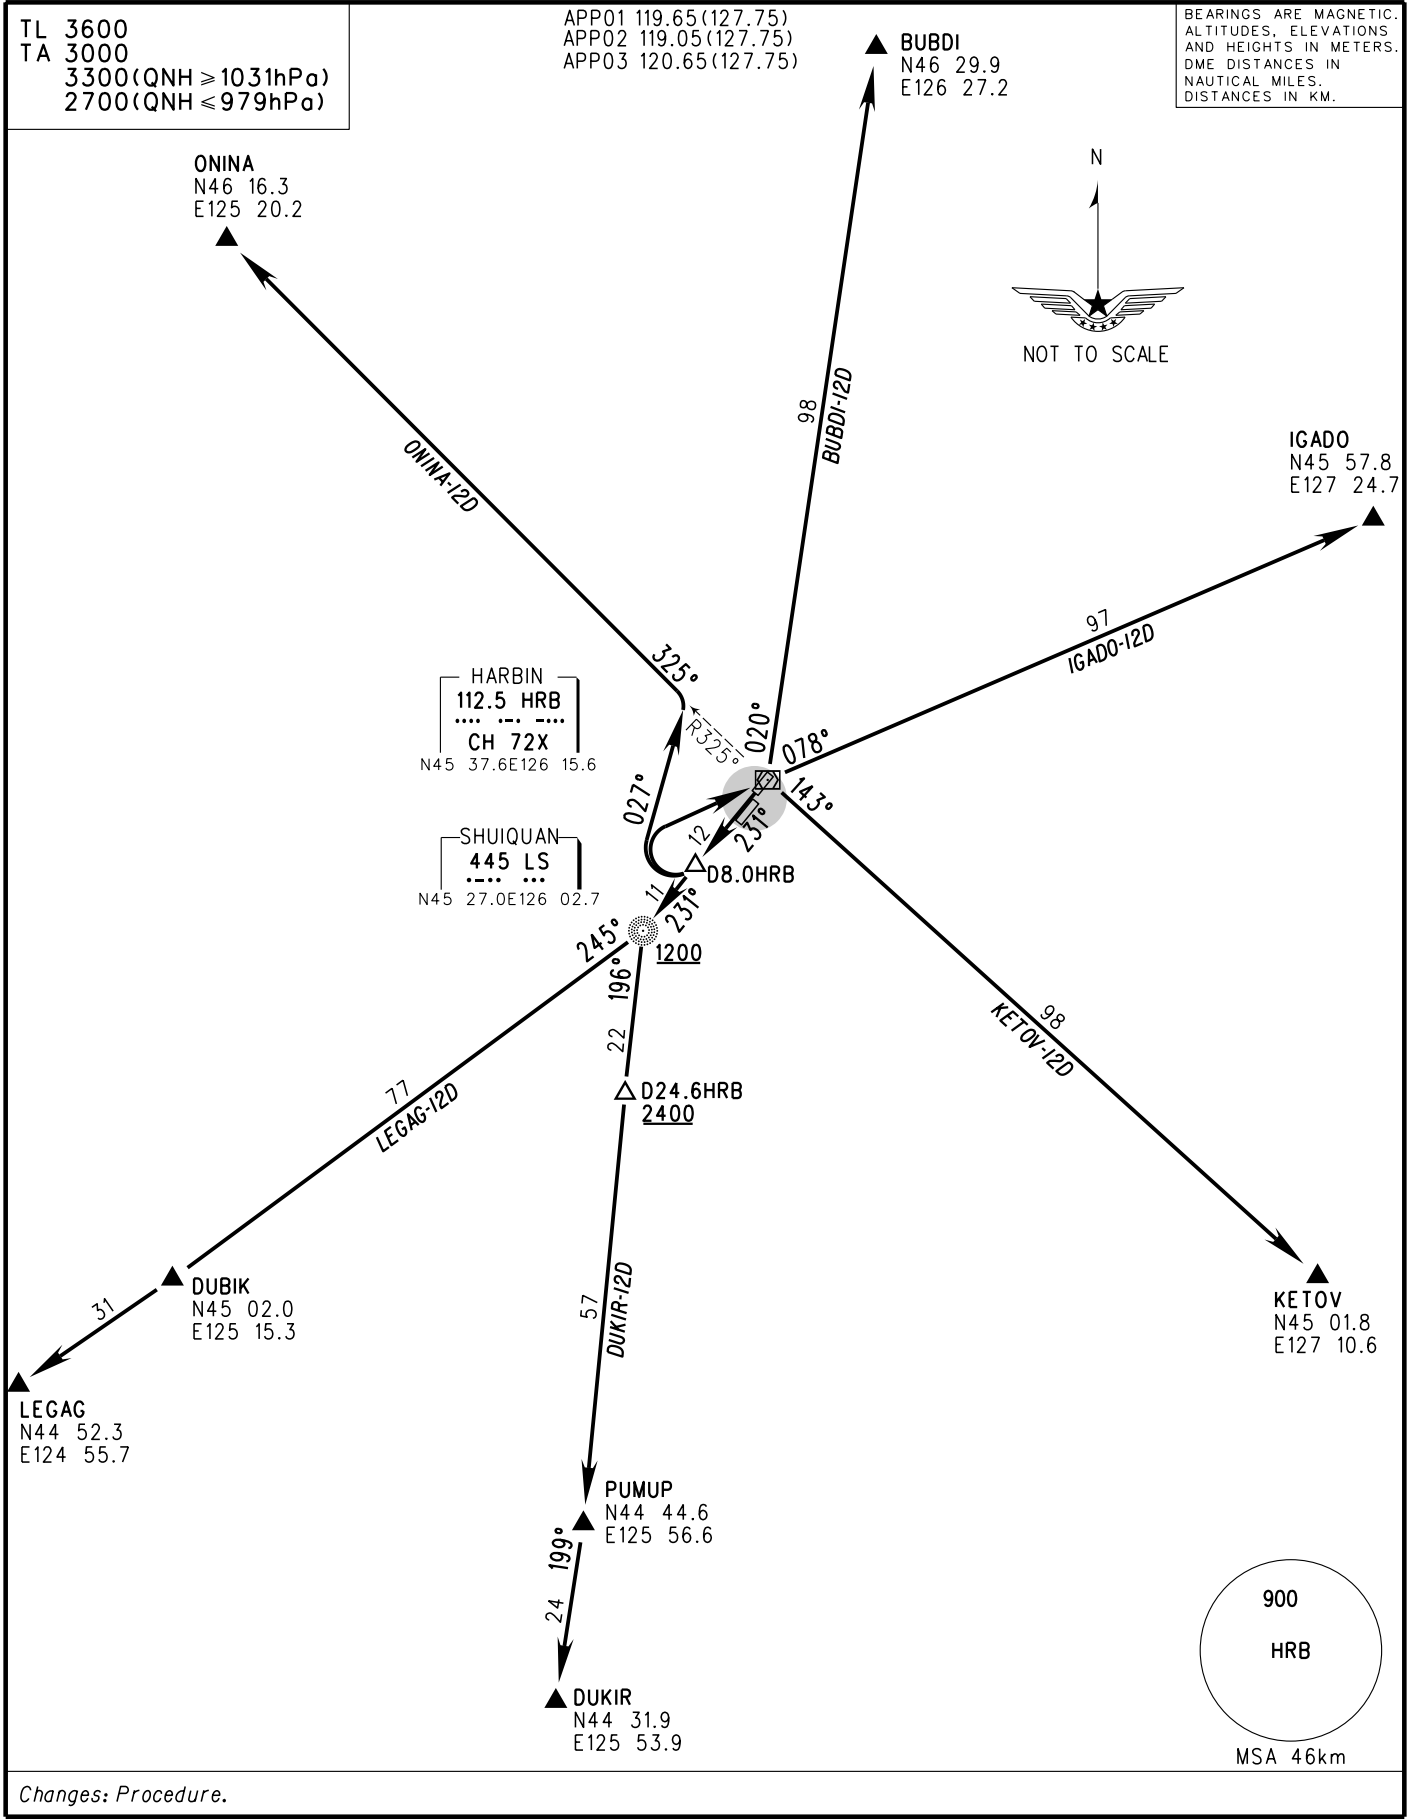 TL 3600
TA 3000
3300(QNH ≥ 1031hPa)
2700(QNH ≤ 979hPa)
APP01 119.65(127.75)
APP02 119.05(127.75)
APP03 120.65(127.75)
BEARINGS ARE MAGNETIC.
ALTITUDES, ELEVATIONS
AND HEIGHTS IN METERS.
DME DISTANCES IN
NAUTICAL MILES.
DISTANCES IN KM.
BUBDI
N46 29.9
E126 27.2
ONINA
N46 16.3
E125 20.2
N
NOT TO SCALE
98
BUBDI-12D
ONINA-12D
IGADO
N45 57.8
E127 24.7
97
IGADO-12D
325°
R325°
020°
078°
143°
HARBIN
112.5 HRB
CH 72X
N45 37.6E126 15.6
027°
SHUIQUAN
445 LS
N45 27.0E126 02.7
12
231°
D8.0HRB
11
231°
245°
1200
196°
22
D24.6HRB
2400
98
KETOV-12D
77
LEGAG-12D
57
DUKIR-12D
DUBIK
N45 02.0
E125 15.3
31
LEGAG
N44 52.3
E124 55.7
KETOV
N45 01.8
E127 10.6
PUMUP
N44 44.6
E125 56.6
199°
24
DUKIR
N44 31.9
E125 53.9
900
HRB
MSA 46km
Changes: Procedure.